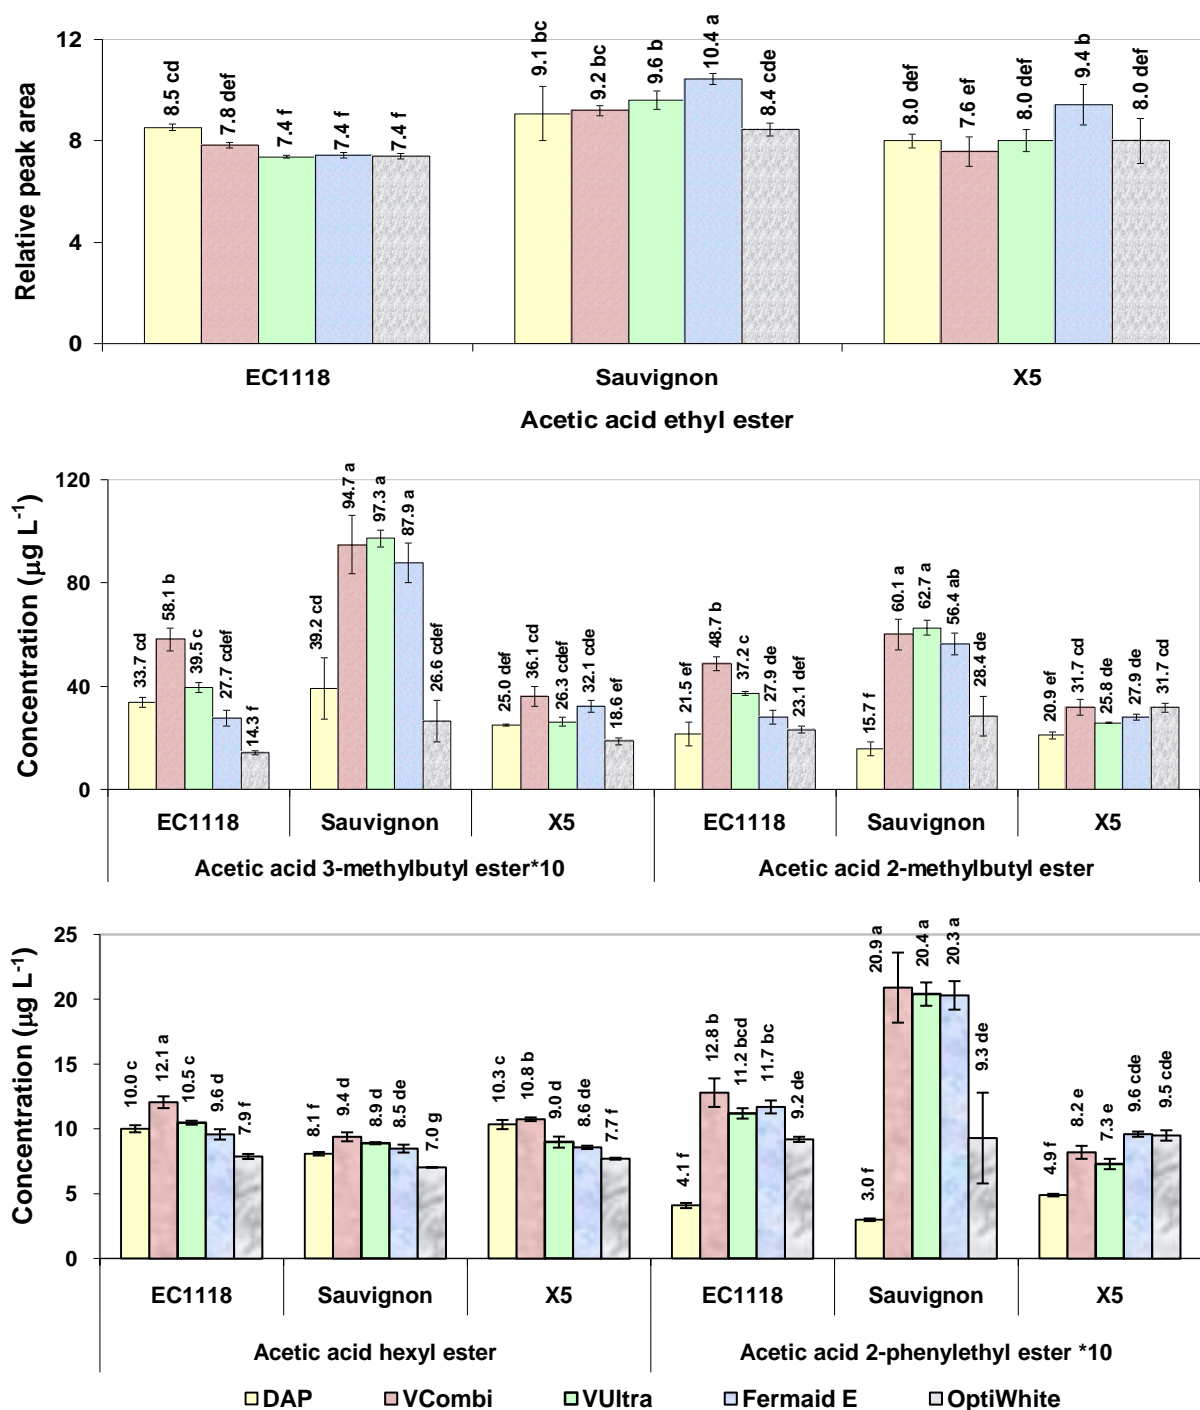 Relative peak area
12
8
4
0
8.5 cd
7.8 def
7.4 f
7.4 f
7.4 f
9.1 bc
9.2 bc
9.6 b
10.4 a
8.4 cde
8.0 def
7.6 ef
8.0 def
9.4 b
8.0 def
EC1118 Sauvignon X5
Acetic acid ethyl ester
Concentration (µg L-1)
120
80
40
0
33.7 cd
58.1 b
39.5 c
27.7 cdef
14.3 f
39.2 cd
94.7 a
97.3 a
87.9 a
26.6 cdef
25.0 def
36.1 cd
26.3 cdef
32.1 cde
18.6 ef
21.5 ef
48.7 b
37.2 c
27.9 de
23.1 def
15.7 f
60.1 a
62.7 a
56.4 ab
28.4 de
20.9 ef
31.7 cd
25.8 de
27.9 de
31.7 cd
EC1118 Sauvignon X5 EC1118 Sauvignon X5
Acetic acid 3-methylbutyl ester*10 Acetic acid 2-methylbutyl ester
Concentration (µg L-1)
25
20
15
10
5
0
10.0 c
12.1 a
10.5 c
9.6 d
7.9 f
8.1 f
9.4 d
8.9 d
8.5 de
7.0 g
10.3 c
10.8 b
9.0 d
8.6 de
7.7 f
4.1 f
12.8 b
11.2 bcd
11.7 bc
9.2 de
3.0 f
20.9 a
20.4 a
20.3 a
9.3 de
4.9 f
8.2 e
7.3 e
9.6 cde
9.5 cde
EC1118 Sauvignon X5 EC1118 Sauvignon X5
Acetic acid hexyl ester Acetic acid 2-phenylethyl ester *10
DAP VCombi VUltra Fermaid E OptiWhite